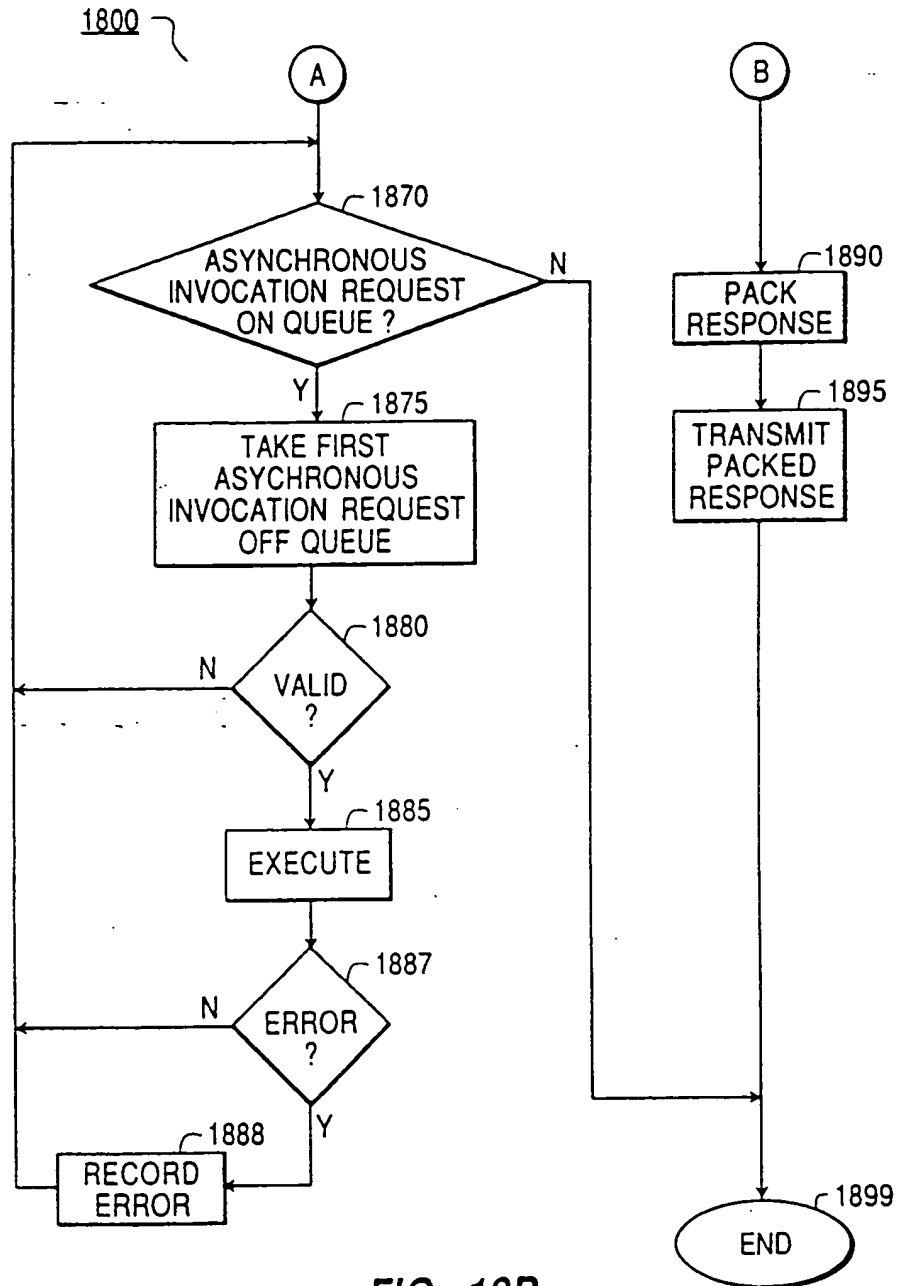 1800
A
B
1870
ASYNCHRONOUS
INVOCATION REQUEST
ON QUEUE ?
N
Y
1875
TAKE FIRST
ASYCHRONOUS
INVOCATION REQUEST
OFF QUEUE
1880
VALID
?
N
Y
1885
EXECUTE
1887
ERROR
?
N
Y
1888
RECORD
ERROR
1890
PACK
RESPONSE
1895
TRANSMIT
PACKED
RESPONSE
1899
END